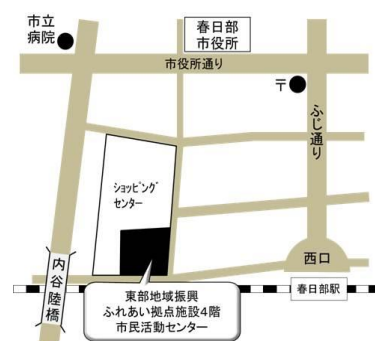 市立
病院
春日部
市役所
市役所通り
〒
ふじ通り
ショッピング
センター
内谷陸橋
西口
春日部駅
東部地域振興
ふれあい拠点施設4階
市民活動センター